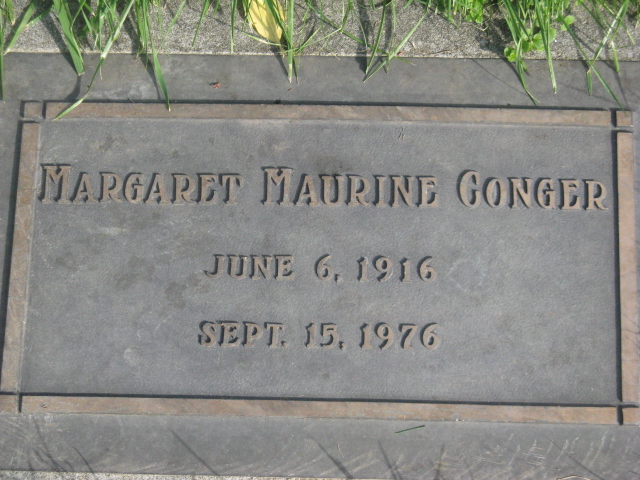 MARGARET MAURINE CONGER
JUNE 6, 1916
SEPT. 15, 1976